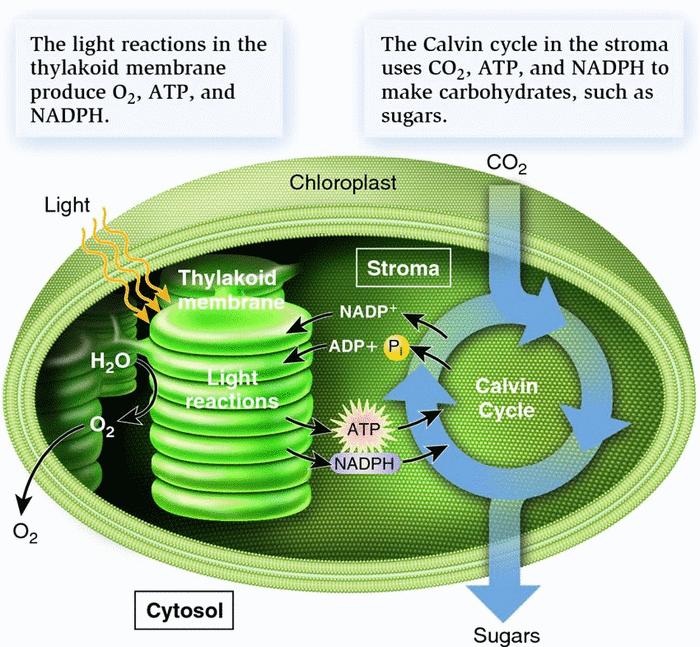 The light reactions in the
thylakoid membrane
produce O₂, ATP, and
NADPH.
The Calvin cycle in the stroma
uses CO₂, ATP, and NADPH to
make carbohydrates, such as
sugars.
CO₂
Chloroplast
Light
Stroma
Thylakoid
membrane
NADP⁺
ADP+ Pᵢ
H₂O
Light
reactions
Calvin
Cycle
O₂
ATP
NADPH
O₂
Cytosol
Sugars